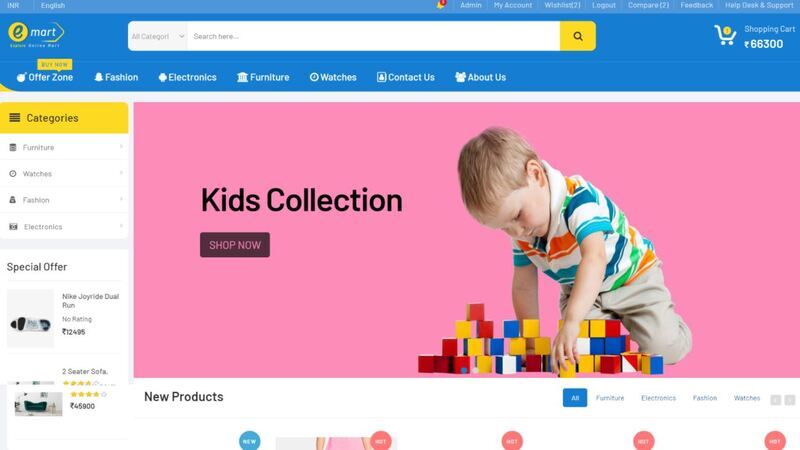 INR English Admin My Account Wishlist(2) Logout Compare (2) Feedback Help Desk & Support
e mart
Explore Online Mart
All Categori Search here... Shopping Cart
₹66300
BUY NOW
Offer Zone Fashion Electronics Furniture Watches Contact Us About Us
Categories
Furniture
Watches
Fashion
Electronics
Kids Collection
SHOP NOW
Special Offer
Nike Joyride Dual
Run
No Rating
₹12495
2 Seater Sofa,
₹45900
New Products All Furniture Electronics Fashion Watches
NEW HOT HOT HOT HOT